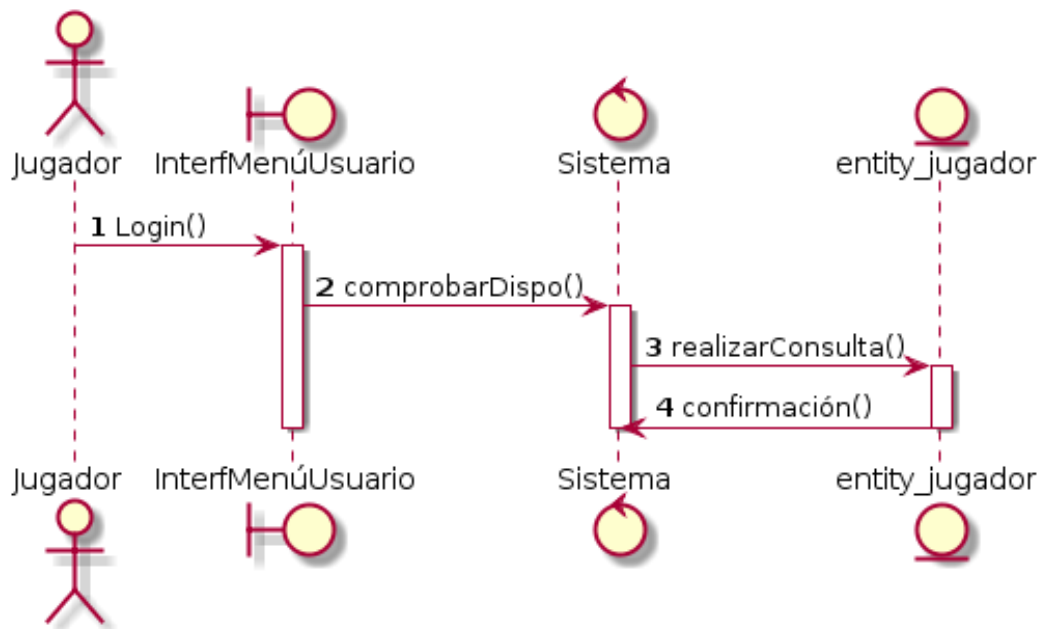 Jugador InterfMenúUsuario Sistema entity_jugador
1 Login()
2 comprobarDispo()
3 realizarConsulta()
4 confirmación()
Jugador InterfMenúUsuario Sistema entity_jugador